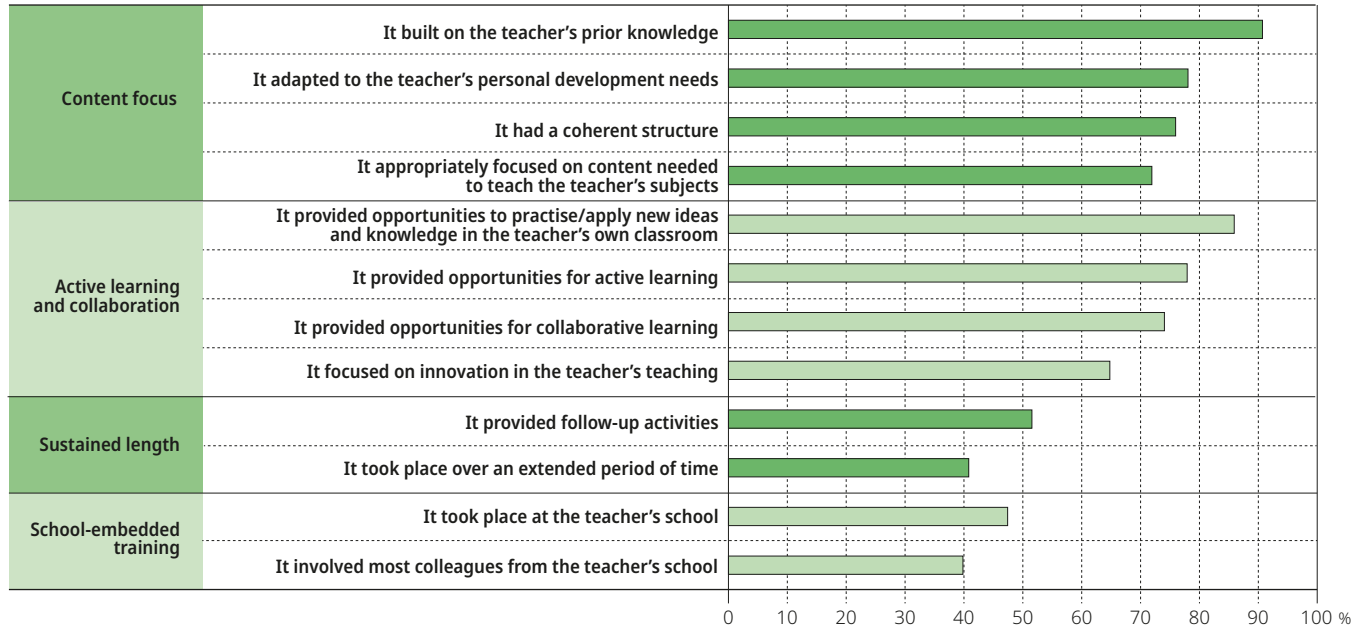 Content focus
It built on the teacher’s prior knowledge
It adapted to the teacher’s personal development needs
It had a coherent structure
It appropriately focused on content needed
to teach the teacher’s subjects
Active learning
and collaboration
It provided opportunities to practise/apply new ideas
and knowledge in the teacher’s own classroom
It provided opportunities for active learning
It provided opportunities for collaborative learning
It focused on innovation in the teacher’s teaching
Sustained length
It provided follow-up activities
It took place over an extended period of time
School-embedded
training
It took place at the teacher’s school
It involved most colleagues from the teacher’s school
0 10 20 30 40 50 60 70 80 90 100 %